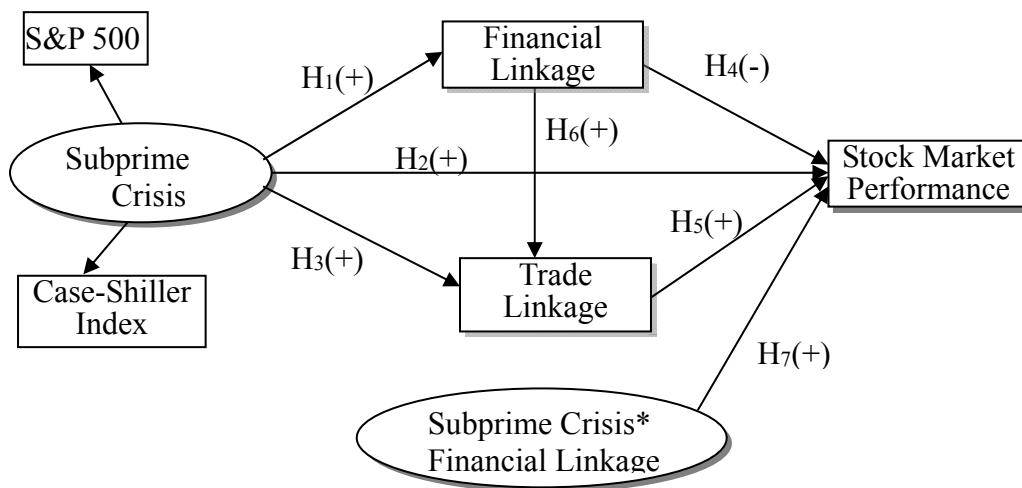 S&P 500
Financial
Linkage
H₁(+)
H₄(-)
H₆(+)
Subprime
Crisis
H₂(+)
Stock Market
Performance
H₃(+)
H₅(+)
Case-Shiller
Index
Trade
Linkage
H₇(+)
Subprime Crisis*
Financial Linkage